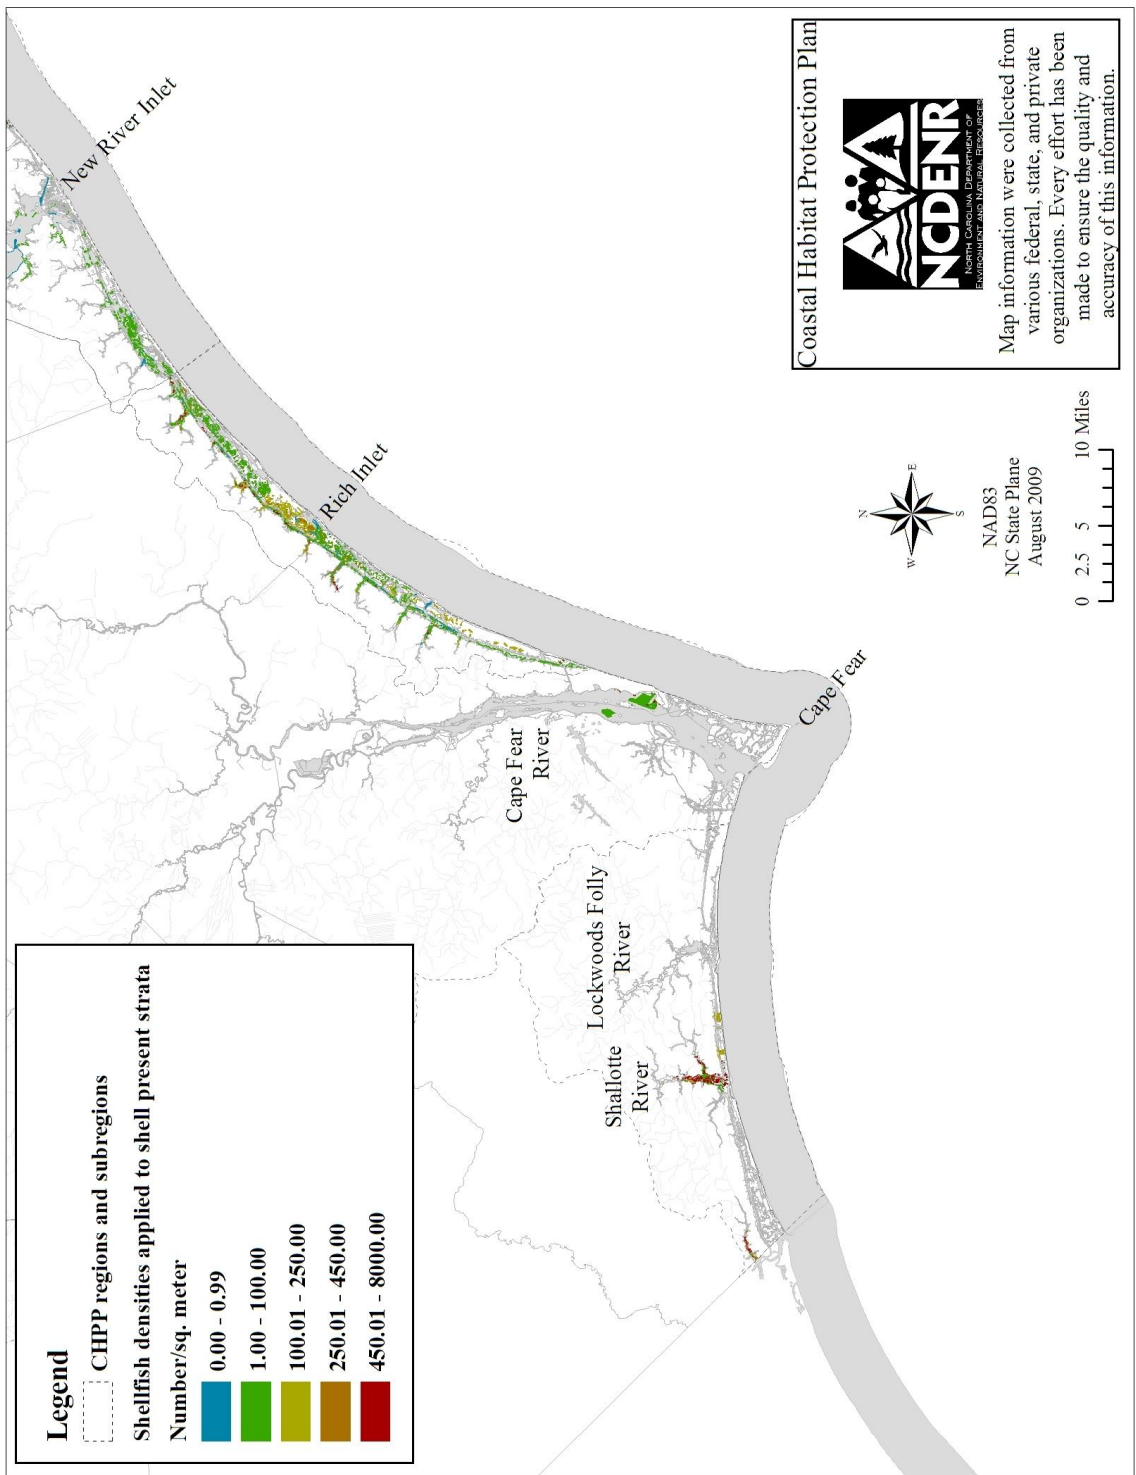 Legend
CHPP regions and subregions
Shellfish densities applied to shell present strata
Number/sq. meter
0.00 - 0.99
1.00 - 100.00
100.01 - 250.00
250.01 - 450.00
450.01 - 8000.00
New River Inlet
Rich Inlet
Cape Fear
River
Cape Fear
Lockwoods Folly
River
Shallotte
River
N
W
E
S
NAD83
NC State Plane
August 2009
0 2.5 5 10 Miles
Coastal Habitat Protection Plan
NCDENR
NORTH CAROLINA DEPARTMENT OF
ENVIRONMENT AND NATURAL RESOURCES
Map information were collected from
various federal, state, and private
organizations. Every effort has been
made to ensure the quality and
accuracy of this information.